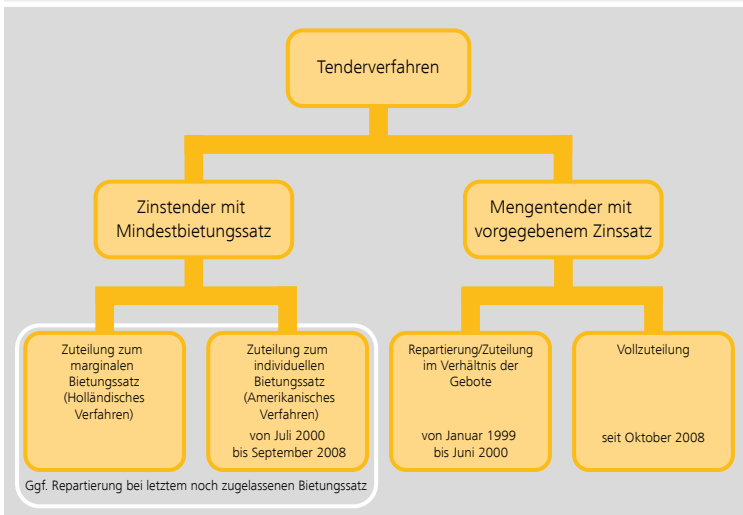 Tenderverfahren
Zinstender mit
Mindestbietungssatz
Mengentender mit
vorgegebenem Zinssatz
Zuteilung zum
marginalen
Bietungssatz
(Holländisches
Verfahren)
Zuteilung zum
individuellen
Bietungssatz
(Amerikanisches
Verfahren)
von Juli 2000
bis September 2008
Repartierung/Zuteilung
im Verhältnis der
Gebote
von Januar 1999
bis Juni 2000
Vollzuteilung
seit Oktober 2008
Ggf. Repartierung bei letztem noch zugelassenen Bietungssatz